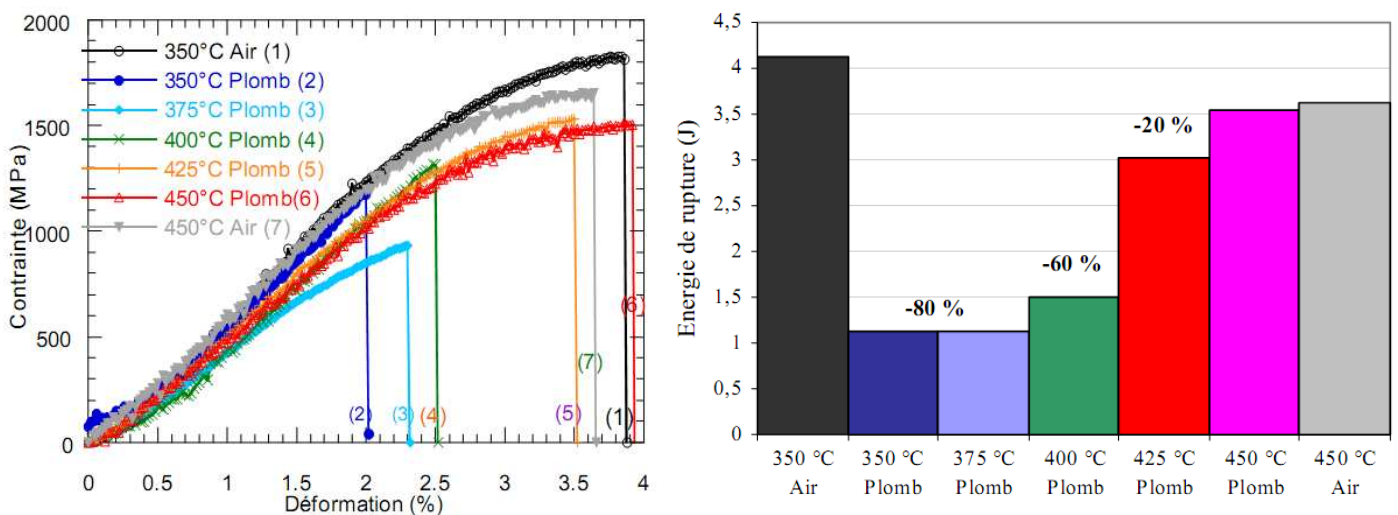 2000
1500
1000
500
0
Contrainte (MPa)
350°C Air (1)
350°C Plomb (2)
375°C Plomb (3)
400°C Plomb (4)
425°C Plomb (5)
450°C Plomb(6)
450°C Air (7)
(2)
(3)
(4)
(5)
(7)
(1)
(6)
0 0.5 1 1.5 2 2.5 3 3.5 4
Déformation (%)
4,5
4
3,5
3
2,5
2
1,5
1
0,5
0
Energie de rupture (J)
-80 %
-60 %
-20 %
350 °C 350 °C 375 °C 400 °C 425 °C 450 °C 450 °C
Air Plomb Plomb Plomb Plomb Plomb Air